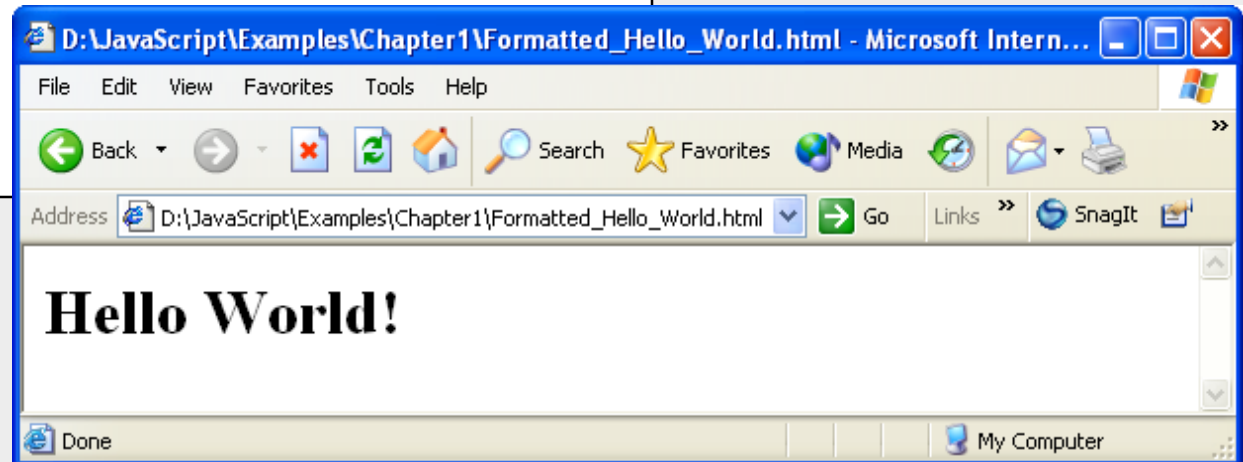 D:\JavaScript\Examples\Chapter1\Formatted_Hello_World.html - Microsoft Intern...
File Edit View Favorites Tools Help
Back Search Favorites Media »
Address D:\JavaScript\Examples\Chapter1\Formatted_Hello_World.html Go Links » SnagIt
Hello World!
Done My Computer